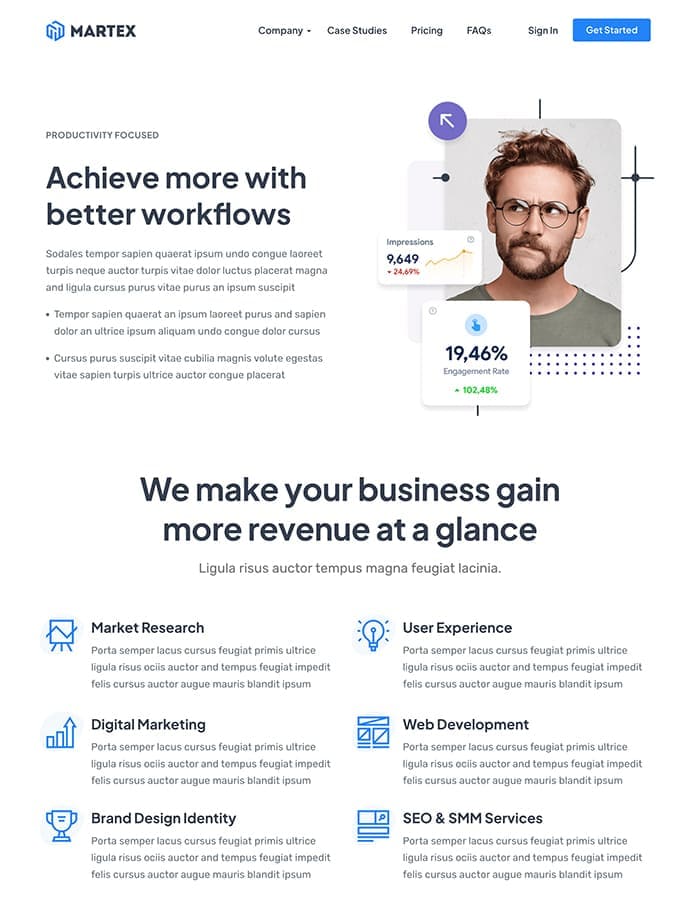 MARTEX
Company Case Studies Pricing FAQs Sign In Get Started
PRODUCTIVITY FOCUSED
Achieve more with
better workflows
Sodales tempor sapien quaerat ipsum undo congue laoreet
turpis neque auctor turpis vitae dolor luctus placerat magna
and ligula cursus purus vitae purus an ipsum suscipit
• Tempor sapien quaerat an ipsum laoreet purus and sapien
dolor an ultrice ipsum aliquam undo congue dolor cursus
• Cursus purus suscipit vitae cubilia magnis volute egestas
vitae sapien turpis ultrice auctor congue placerat
Impressions
9,649
24,69%
19,46%
Engagement Rate
102,48%
We make your business gain
more revenue at a glance
Ligula risus auctor tempus magna feugiat lacinia.
Market Research
Porta semper lacus cursus feugiat primis ultrice
ligula risus ociis auctor and tempus feugiat impedit
felis cursus auctor augue mauris blandit ipsum
User Experience
Porta semper lacus cursus feugiat primis ultrice
ligula risus ociis auctor and tempus feugiat impedit
felis cursus auctor augue mauris blandit ipsum
Digital Marketing
Porta semper lacus cursus feugiat primis ultrice
ligula risus ociis auctor and tempus feugiat impedit
felis cursus auctor augue mauris blandit ipsum
Web Development
Porta semper lacus cursus feugiat primis ultrice
ligula risus ociis auctor and tempus feugiat impedit
felis cursus auctor augue mauris blandit ipsum
Brand Design Identity
Porta semper lacus cursus feugiat primis ultrice
ligula risus ociis auctor and tempus feugiat impedit
felis cursus auctor augue mauris blandit ipsum
SEO & SMM Services
Porta semper lacus cursus feugiat primis ultrice
ligula risus ociis auctor and tempus feugiat impedit
felis cursus auctor augue mauris blandit ipsum